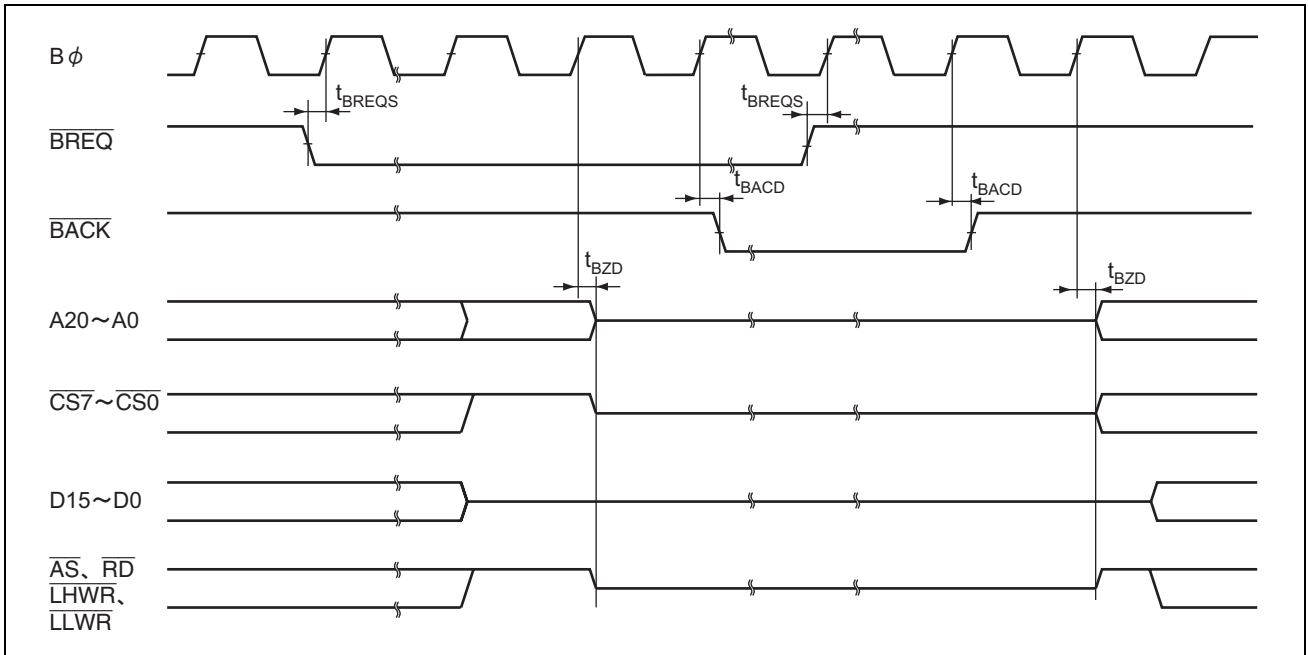 Bφ
tBREQS
tBREQS
BREQ
tBACD
tBACD
BACK
tBZD
tBZD
A20～A0
CS7～CS0
D15～D0
AS、RD
LHWR、
LLWR